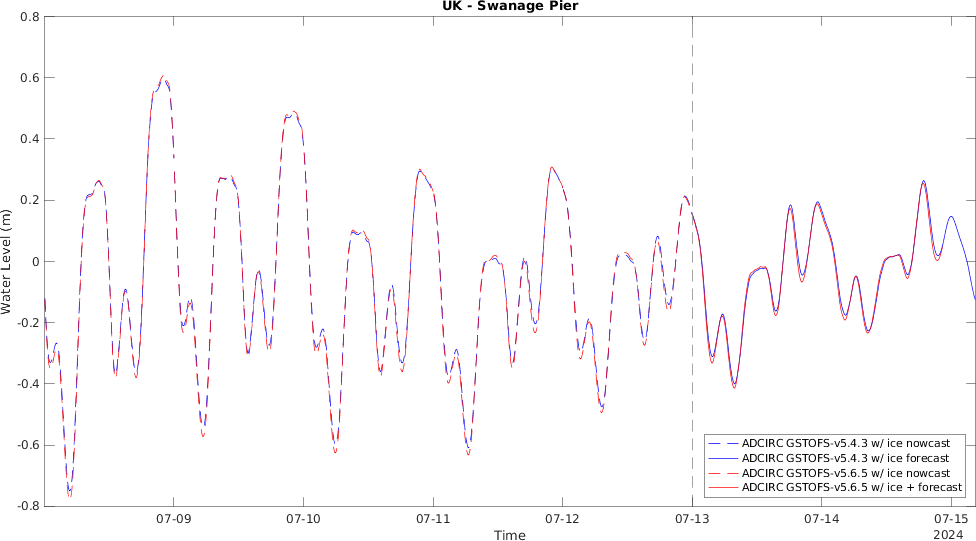 UK - Swanage Pier
0.8
0.6
0.4
0.2
0
-0.2
-0.4
-0.6
-0.8
Water Level (m)
07-09
07-10
07-11
07-12
07-13
07-14
07-15
Time
2024
ADCIRC GSTOFS-v5.4.3 w/ ice nowcast
ADCIRC GSTOFS-v5.4.3 w/ ice forecast
ADCIRC GSTOFS-v5.6.5 w/ ice nowcast
ADCIRC GSTOFS-v5.6.5 w/ ice + forecast